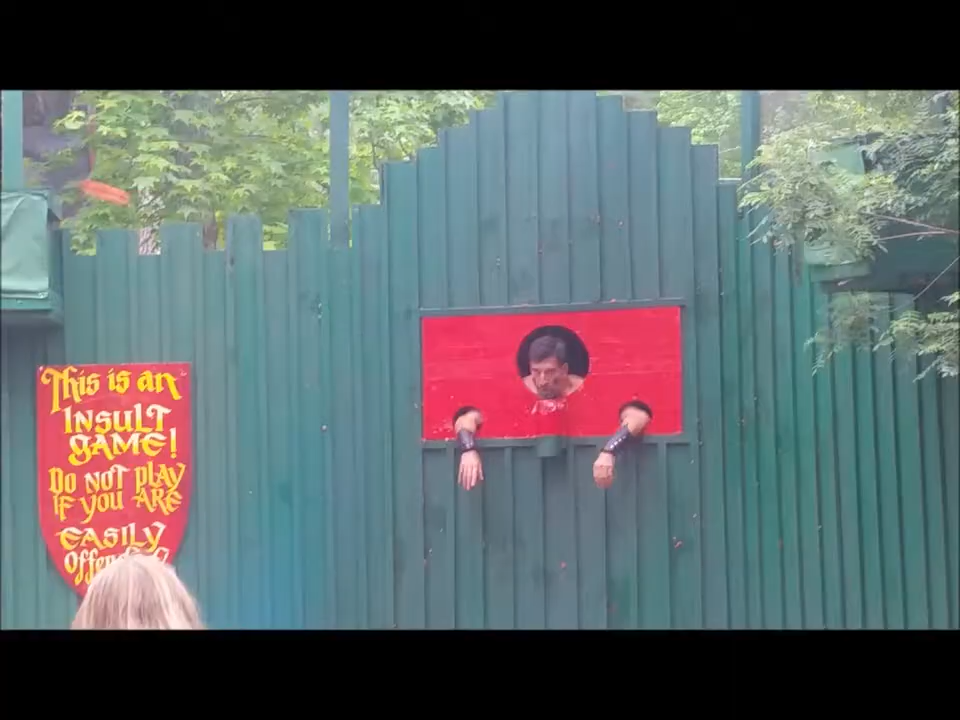 This is an
INSULT
GAME!
DO NOT PLAY
IF YOU ARE
EASILY